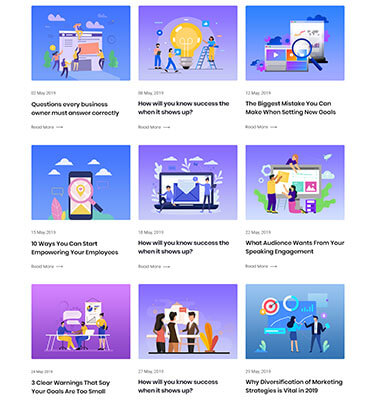 02 May, 2019
Questions every business
owner must answer correctly
Read More
08 May, 2019
How will you know success the
when it shows up?
Read More
12 May, 2019
The Biggest Mistake You Can
Make When Setting New Goals
Read More
15 May, 2019
10 Ways You Can Start
Empowering Your Employees
Read More
18 May, 2019
How will you know success the
when it shows up?
Read More
22 May, 2019
What Audience Wants From Your
Speaking Engagement
Read More
24 May, 2019
3 Clear Warnings That Say
Your Goals Are Too Small
27 May, 2019
How will you know success
when it shows up?
29 May, 2019
Why Diversification of Marketing
Strategies is Vital in 2019